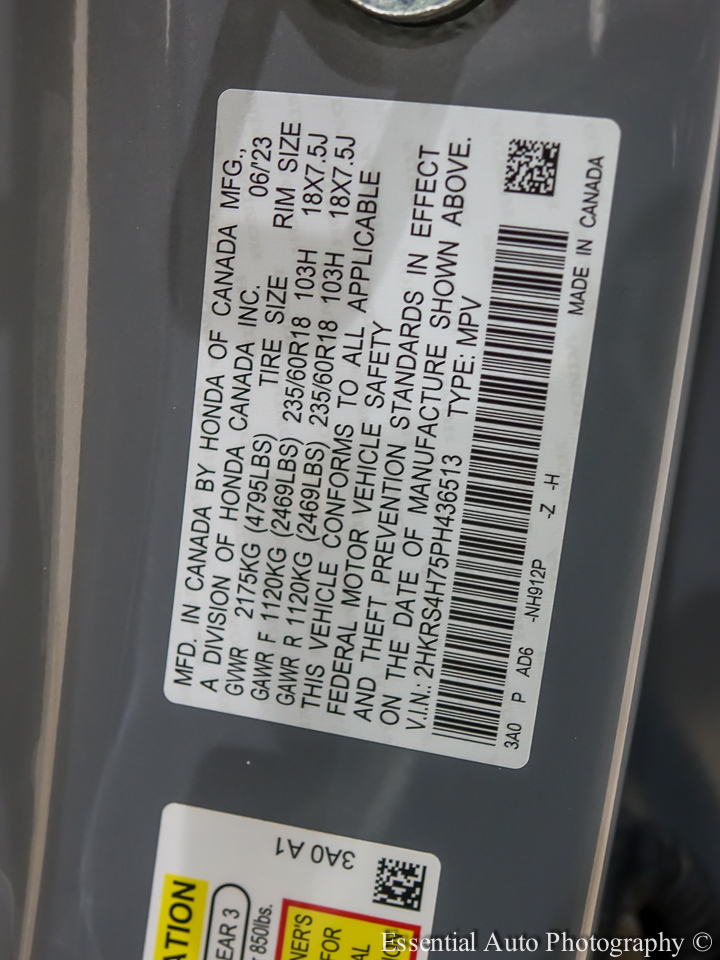 MFD. IN CANADA BY HONDA OF CANADA MFG.,
A DIVISION OF HONDA CANADA INC. 06/'23
GVWR 2175KG (4795LBS) TIRE SIZE RIM SIZE
GAWR F 1120KG (2469LBS) 235/60R18 103H 18X7.5J
GAWR R 1120KG (2469LBS) 235/60R18 103H 18X7.5J
THIS VEHICLE CONFORMS TO ALL APPLICABLE
FEDERAL MOTOR VEHICLE SAFETY
AND THEFT PREVENTION STANDARDS IN EFFECT
ON THE DATE OF MANUFACTURE SHOWN ABOVE.
V.I.N.: 2HKRS4H75PH436513 TYPE: MPV
3A0 P AD6 -NH912P -Z -H
MADE IN CANADA
3A0 A1
ATION
EAR 3
850lbs.
NER'S
FOR
AL
Essential Auto Photography ©